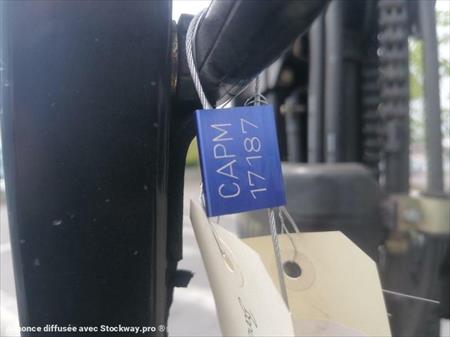 CAPM
17187
Annonce diffusée avec Stockway.pro ®